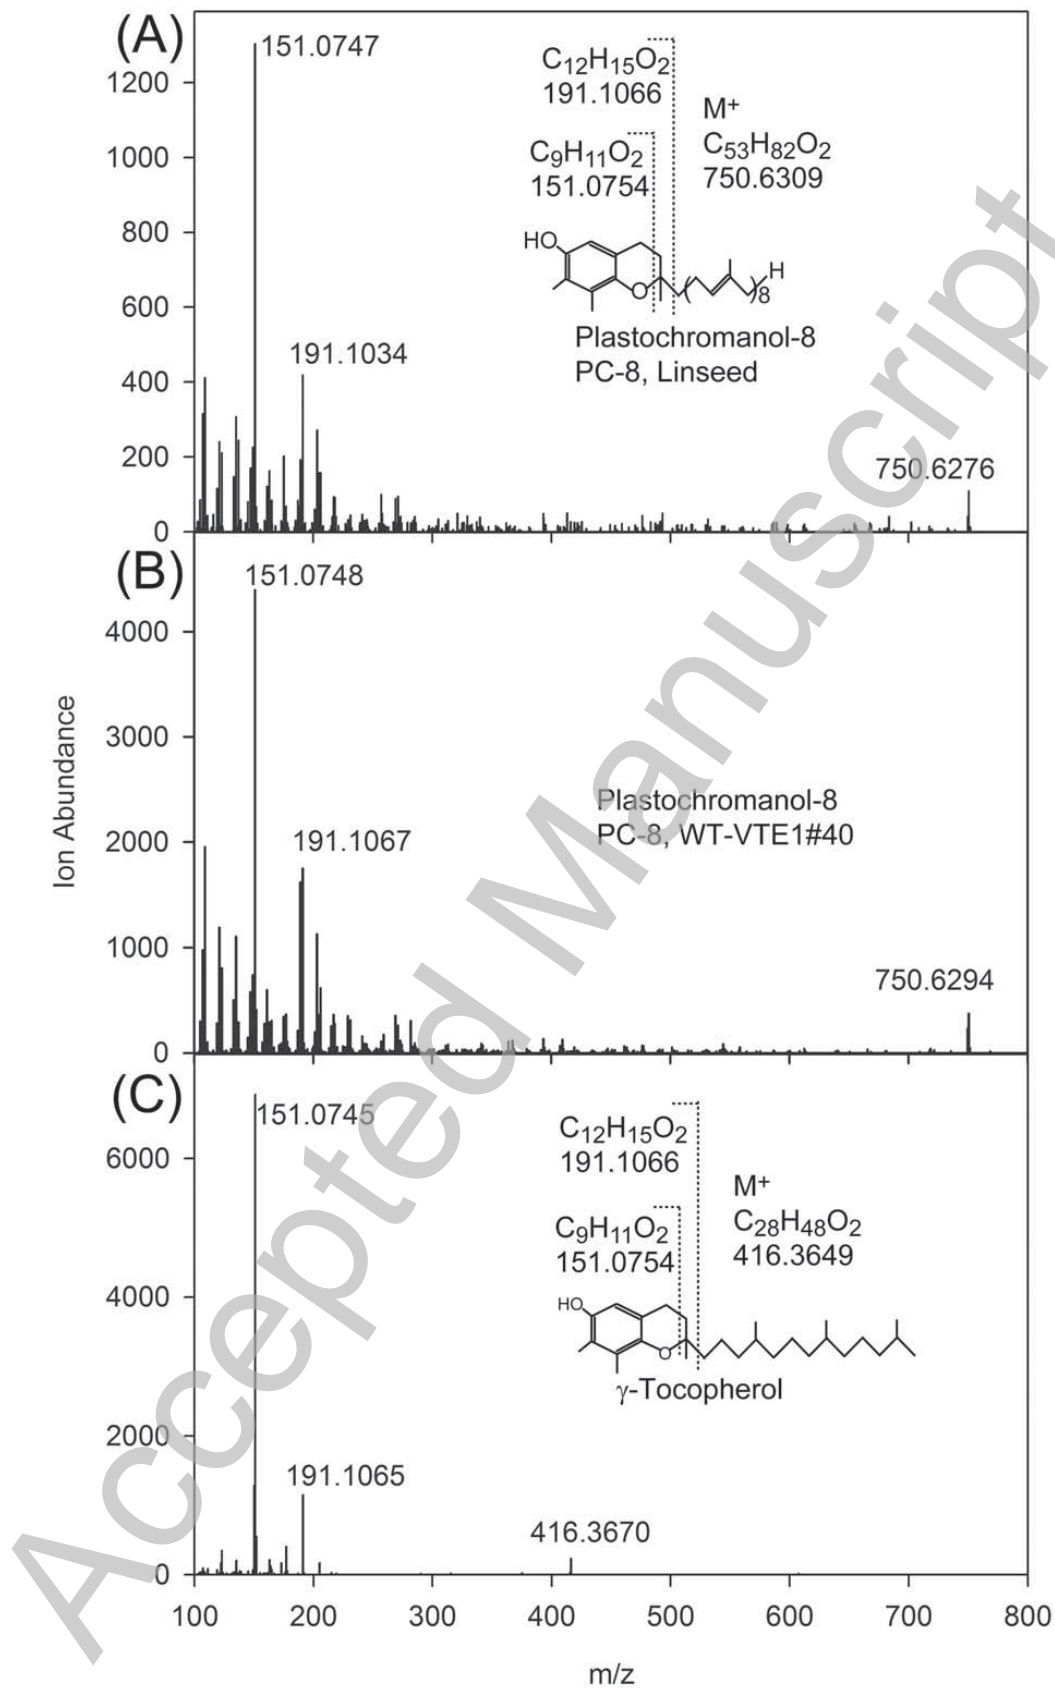 (A)
151.0747
C12H15O2
191.1066
C9H11O2
151.0754
M+
C53H82O2
750.6309
HO
O
H
8
Plastochromanol-8
PC-8, Linseed
191.1034
750.6276
1200
1000
800
600
400
200
0
(B)
151.0748
4000
3000
2000
1000
0
191.1067
Plastochromanol-8
PC-8, WT-VTE1#40
750.6294
Ion Abundance
(C)
151.0745
C12H15O2
191.1066
C9H11O2
151.0754
M+
C28H48O2
416.3649
HO
O
γ-Tocopherol
191.1065
416.3670
6000
4000
2000
0
100 200 300 400 500 600 700 800
m/z
Accepted Manuscript